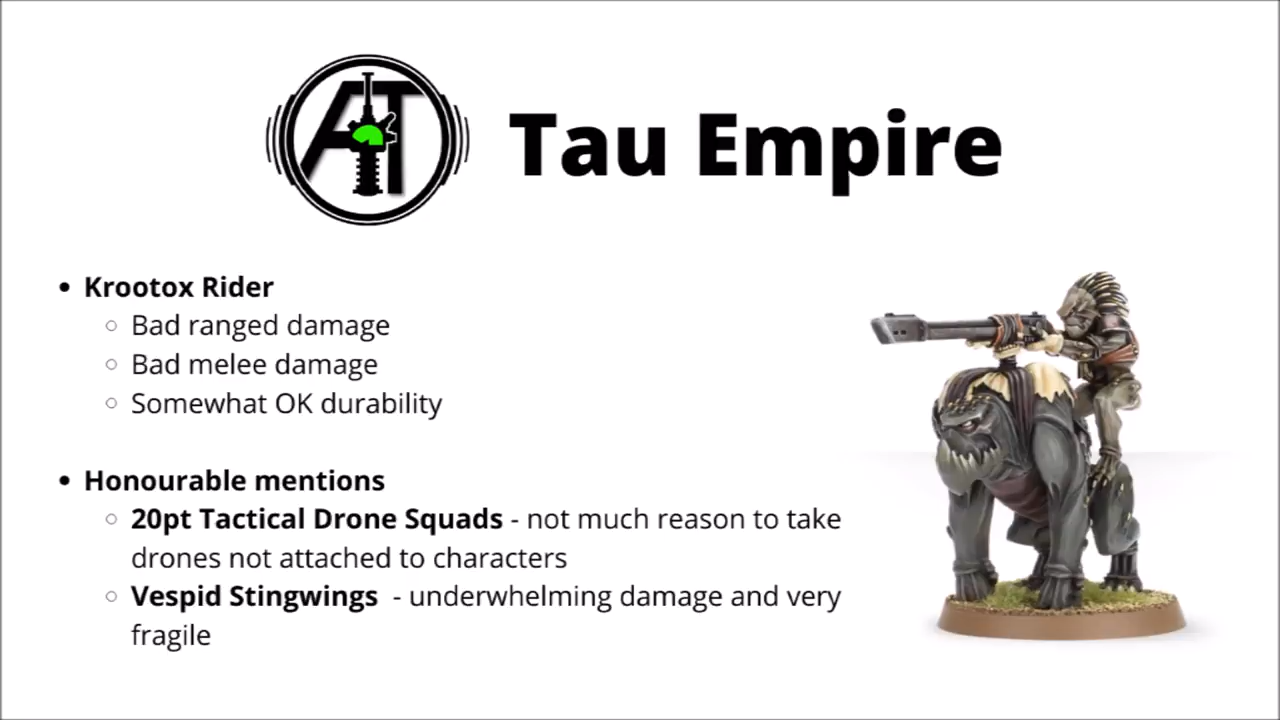 AT
Tau Empire
• Krootox Rider
○ Bad ranged damage
○ Bad melee damage
○ Somewhat OK durability
• Honourable mentions
○ 20pt Tactical Drone Squads - not much reason to take
drones not attached to characters
○ Vespid Stingwings - underwhelming damage and very
fragile